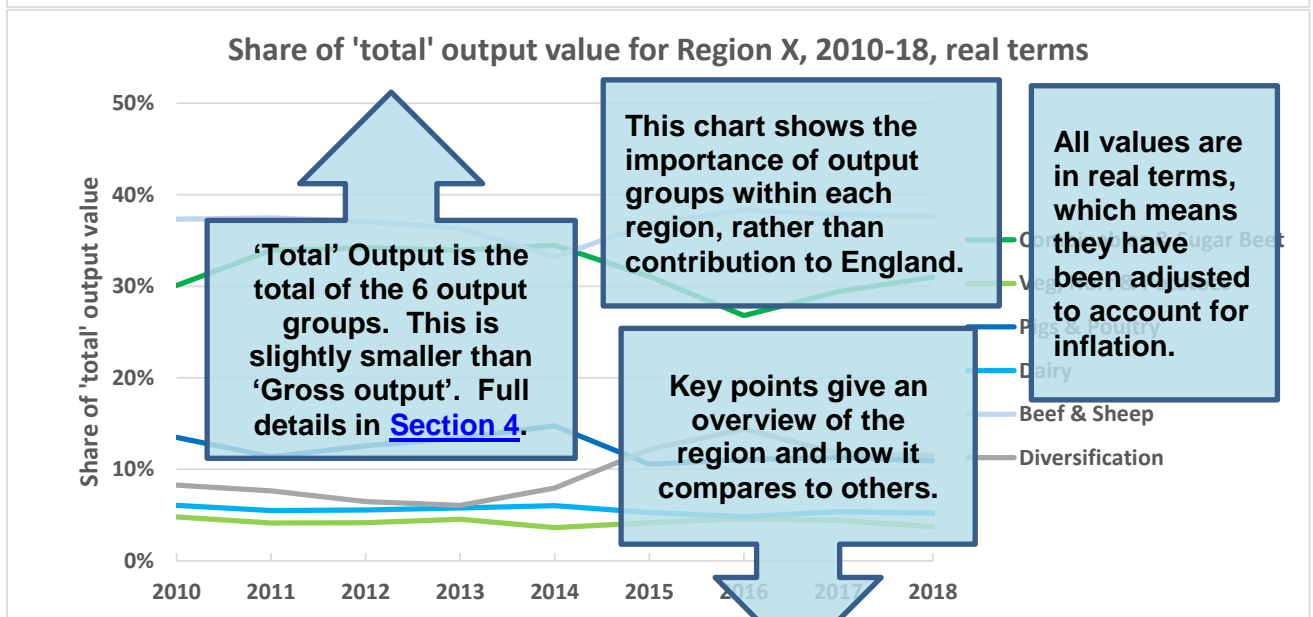 Share of 'total' output value for Region X, 2010-18, real terms
50%
40%
30%
20%
10%
0%
Share of 'total' output value
2010 2011 2012 2013 2014 2015 2016 2017 2018
‘Total’ Output is the
total of the 6 output
groups. This is
slightly smaller than
‘Gross output’. Full
details in Section 4.
This chart shows the
importance of output
groups within each
region, rather than
contribution to England.
Key points give an
overview of the
region and how it
compares to others.
All values are
in real terms,
which means
they have
been adjusted
to account for
inflation.
Sugar Beet
Pigs & Poultry
Dairy
Beef & Sheep
Diversification